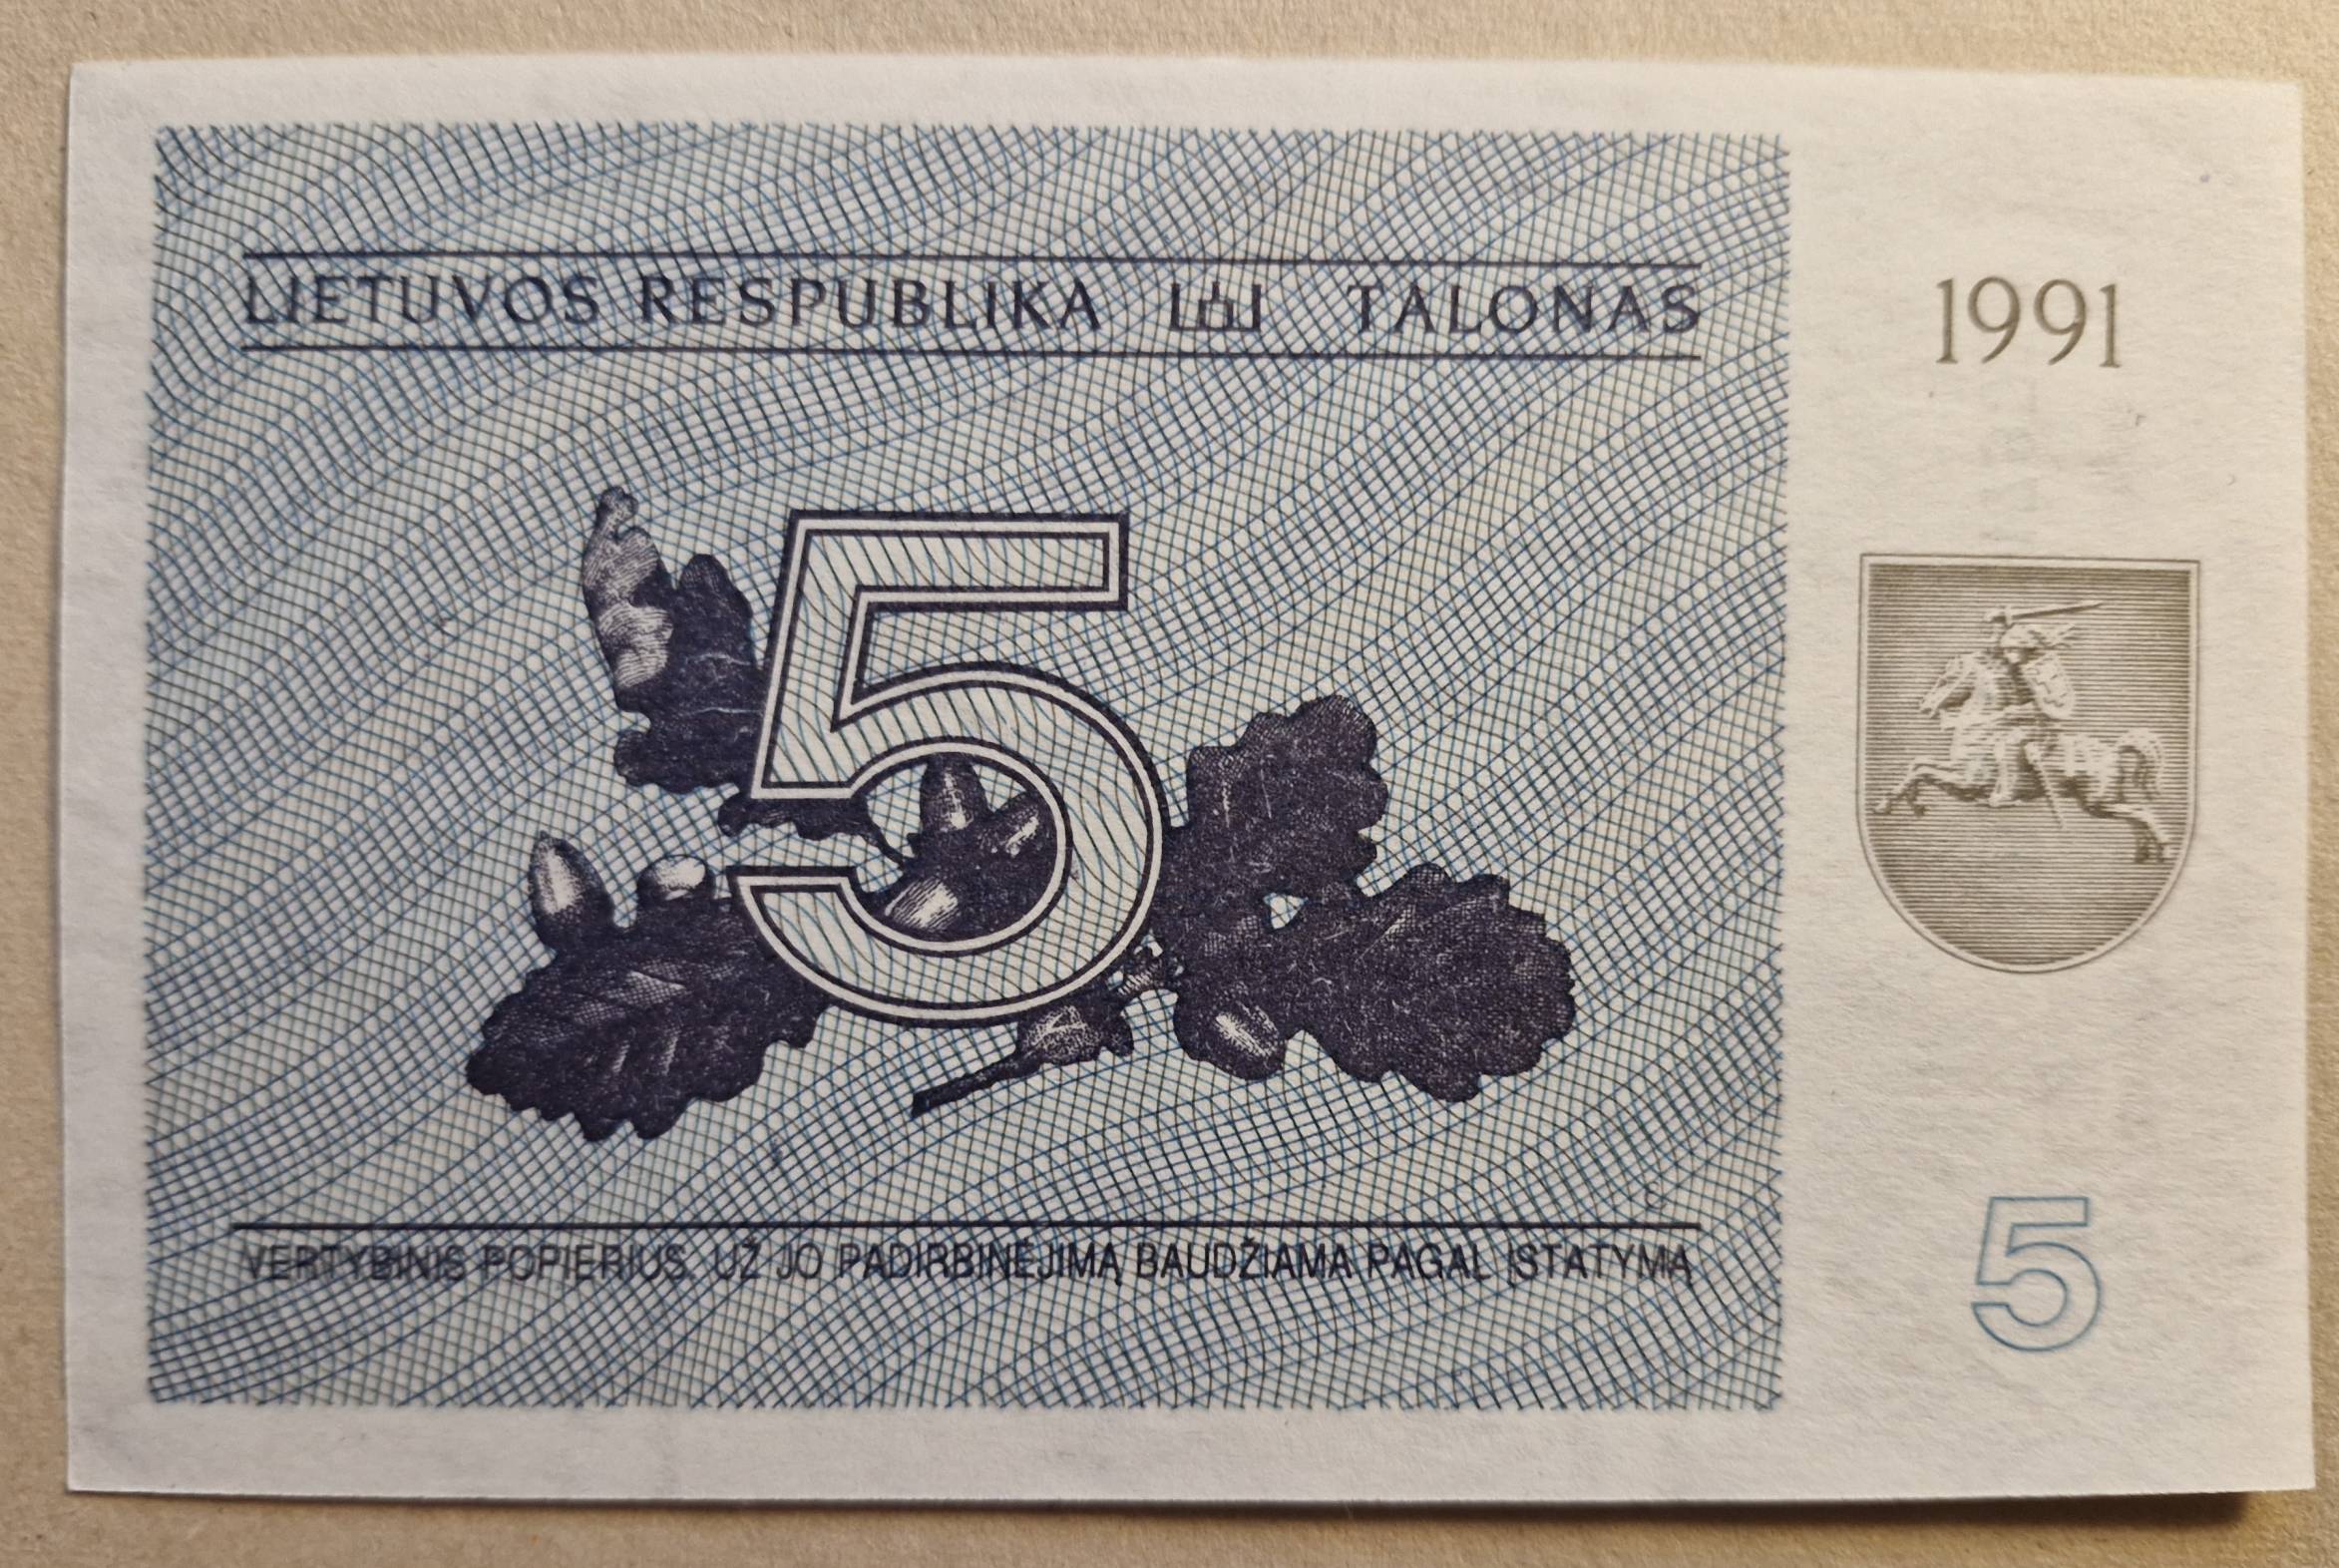 LIETUVOS RESPUBLIKA TALONAS
1991
5
VERTYBINIS POPIERIUS. UŽ JO PADIRBINĖJIMĄ BAUDŽIAMA PAGAL ĮSTATYMĄ
5